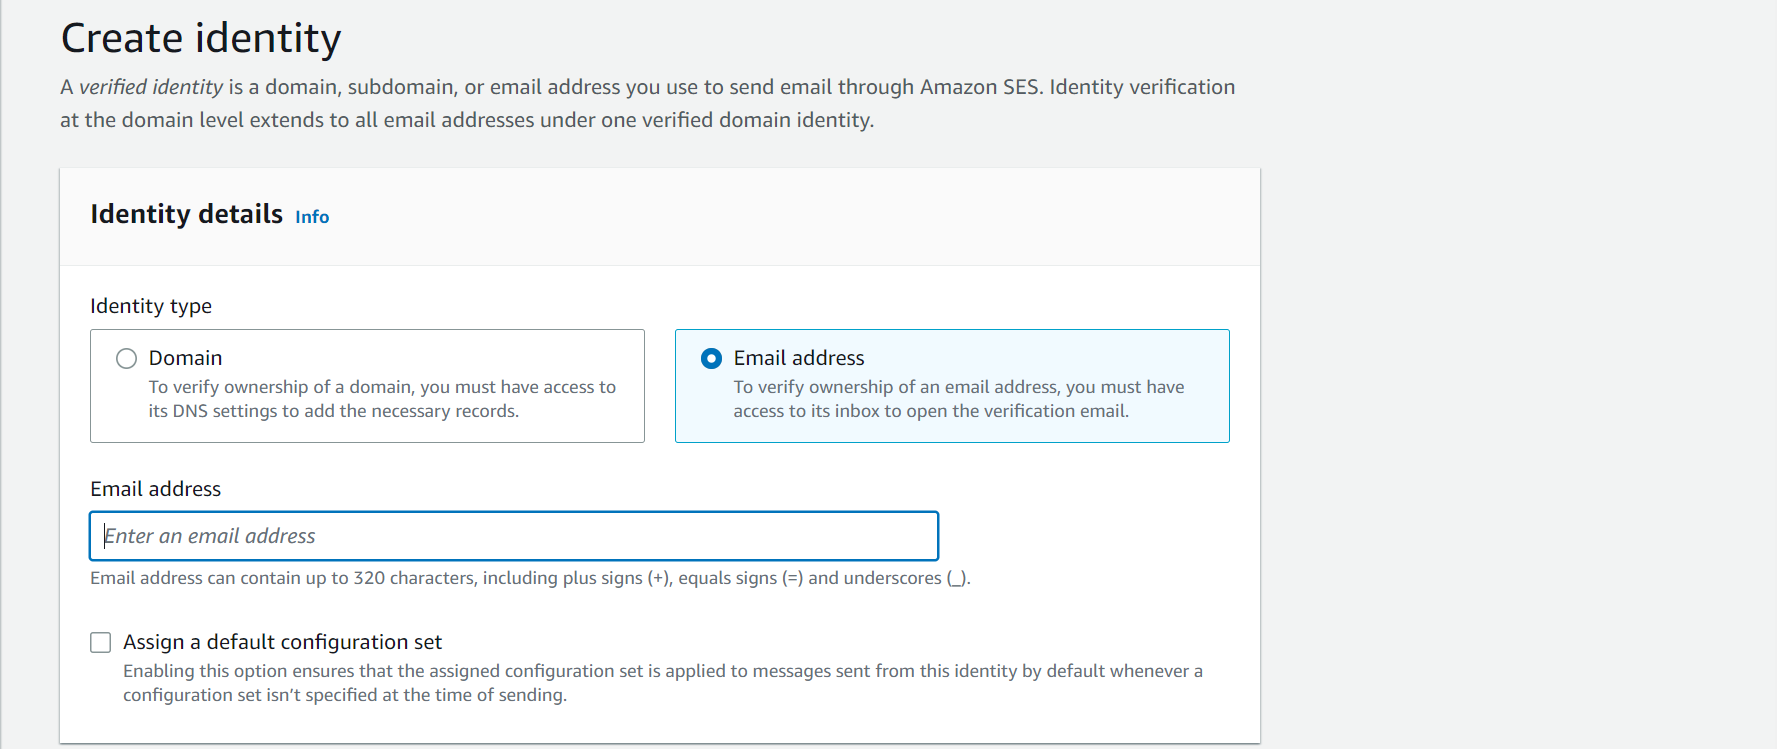 Create identity
A verified identity is a domain, subdomain, or email address you use to send email through Amazon SES. Identity verification
at the domain level extends to all email addresses under one verified domain identity.
Identity details Info
Identity type
Domain
To verify ownership of a domain, you must have access to
its DNS settings to add the necessary records.
Email address
To verify ownership of an email address, you must have
access to its inbox to open the verification email.
Email address
Enter an email address
Email address can contain up to 320 characters, including plus signs (+), equals signs (=) and underscores (_).
Assign a default configuration set
Enabling this option ensures that the assigned configuration set is applied to messages sent from this identity by default whenever a
configuration set isn’t specified at the time of sending.